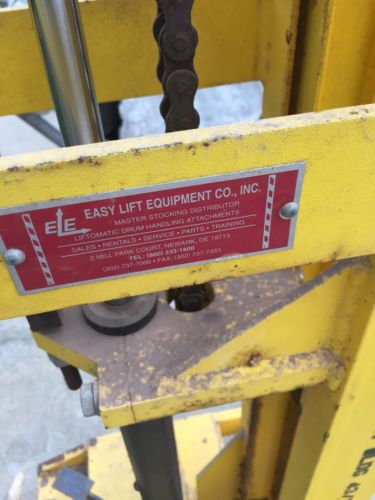 ELE
EASY LIFT EQUIPMENT CO., INC.
MASTER STOCKING DISTRIBUTOR
LIFTOMATIC DRUM HANDLING ATTACHMENTS
SALES • RENTALS • SERVICE • PARTS • TRAINING
2 MILL PARK COURT, NEWARK, DE 19713
TEL: (800) 233-1800
(302) 737-7000 • FAX: (302) 737-7333